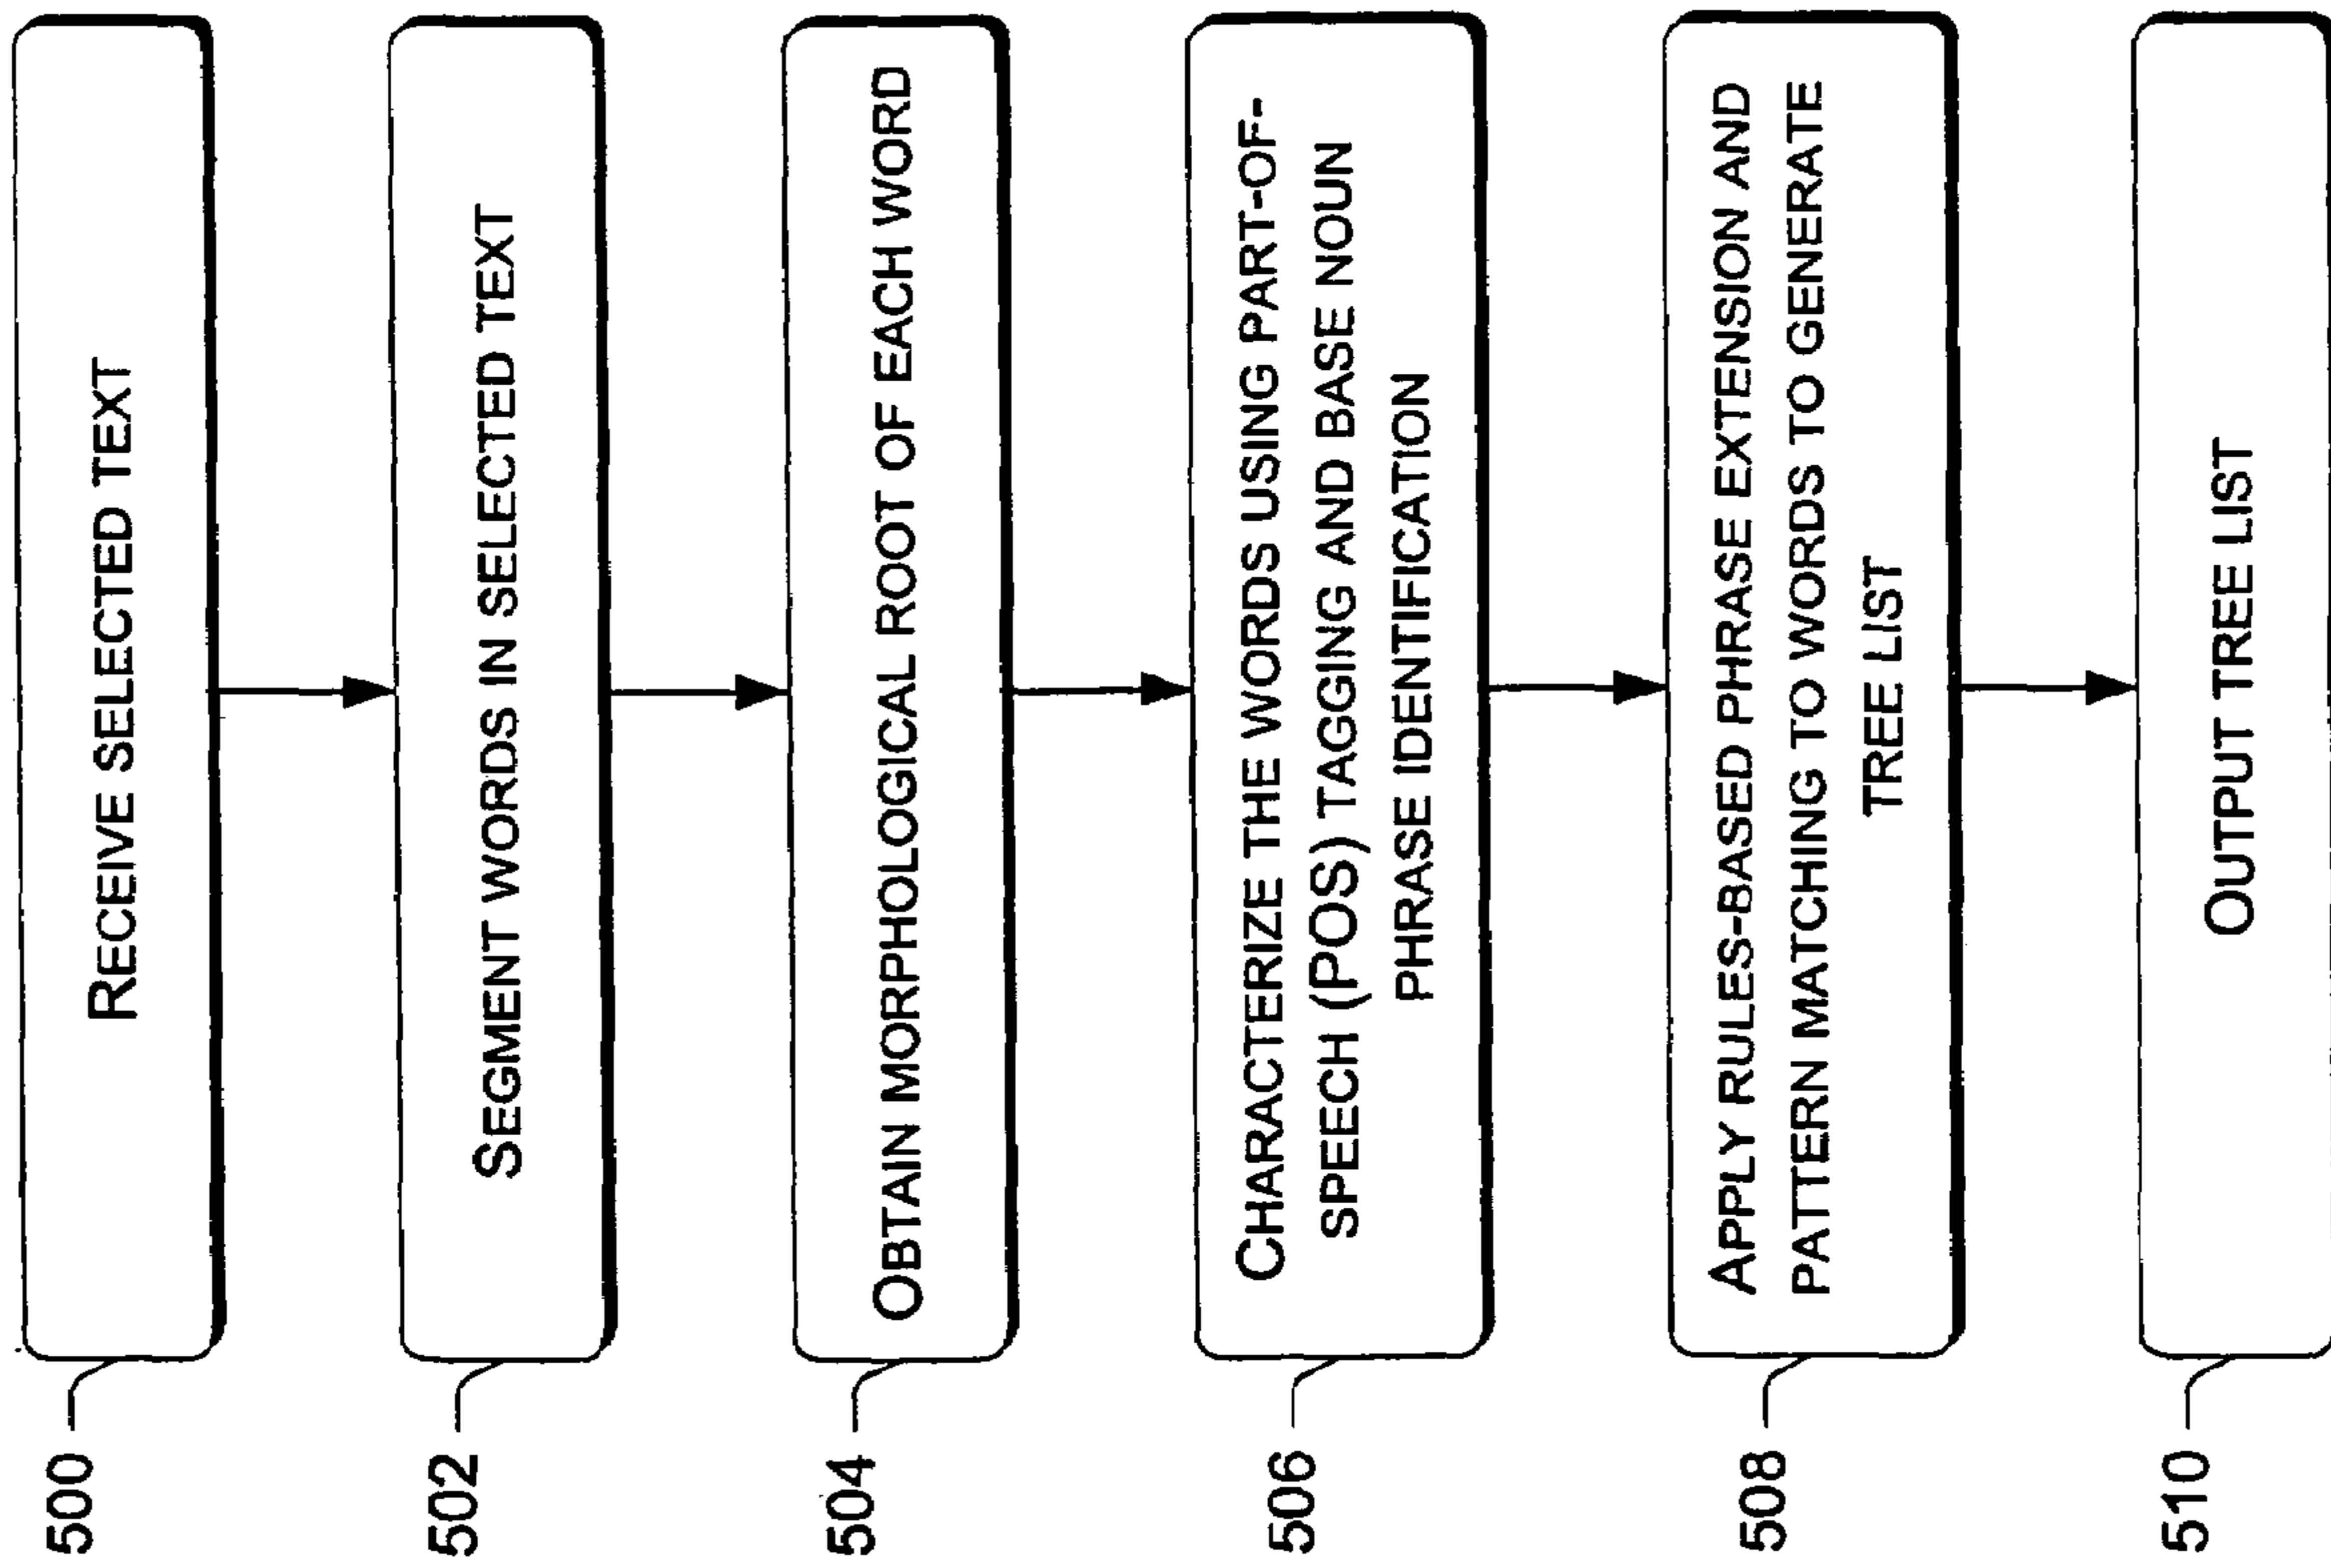 500
RECEIVE SELECTED TEXT
502
SEGMENT WORDS IN SELECTED TEXT
504
OBTAIN MORPHOLOGICAL ROOT OF EACH WORD
506
CHARACTERIZE THE WORDS USING PART-OF-
SPEECH (POS) TAGGING AND BASE NOUN
PHRASE IDENTIFICATION
508
APPLY RULES-BASED PHRASE EXTENSION AND
PATTERN MATCHING TO WORDS TO GENERATE
TREE LIST
510
OUTPUT TREE LIST